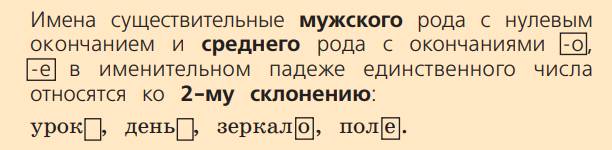 Имена существительные мужского рода с нулевым
окончанием и среднего рода с окончаниями -о,
-е в именительном падеже единственного числа
относятся ко 2-му склонению:
урок, день, зеркало, поле.